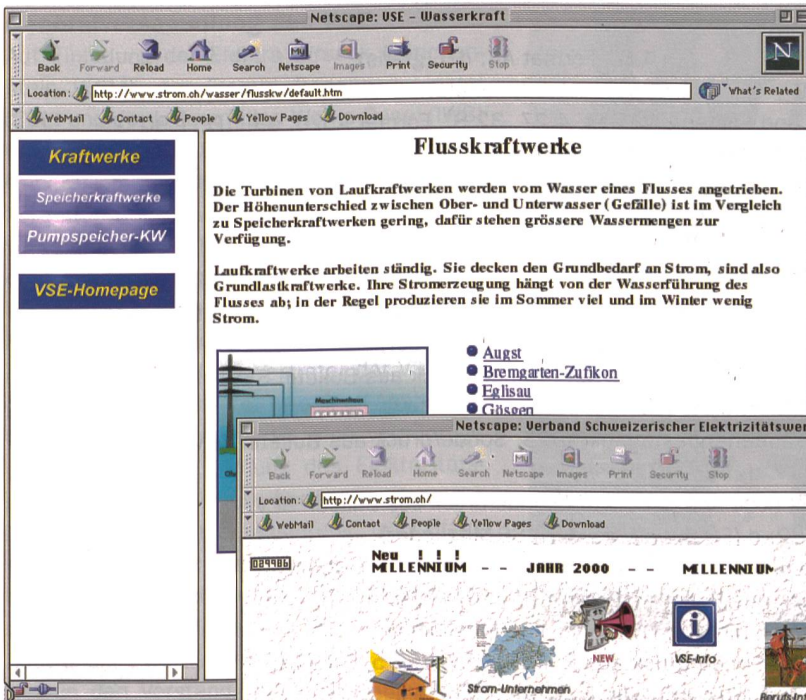 Netscape: VSE – Wasserkraft
Back Forward Reload Home Search Netscape Images Print Security Stop
My
N
Location: http://www.strom.ch/wasser/flusskw/default.htm What's Related
WebMail Contact People Yellow Pages Download
Kraftwerke
Speicherkraftwerke
Pumpspeicher-KW
VSE-Homepage
Flusskraftwerke
Die Turbinen von Laufkraftwerken werden vom Wasser eines Flusses angetrieben.
Der Höhenunterschied zwischen Ober- und Unterwasser (Gefälle) ist im Vergleich
zu Speicherkraftwerken gering, dafür stehen grössere Wassermengen zur
Verfügung.
Laufkraftwerke arbeiten ständig. Sie decken den Grundbedarf an Strom, sind also
Grundlastkraftwerke. Ihre Stromerzeugung hängt von der Wasserführung des
Flusses ab; in der Regel produzieren sie im Sommer viel und im Winter wenig
Strom.
Maschinenhaus
Augst
Bremgarten-Zufikon
Eglisau
Gösgen
Netscape: Verband Schweizerischer Elektrizitätswer
Back Forward Reload Home Search Netscape Images Print Security Stop
My
Location: http://www.strom.ch/
WebMail Contact People Yellow Pages Download
029986
Neu ! ! !
MILLENNIUM - - JAHR 2000 - - MILLENNIUM
NEW
VSE-Info
Strom-Unternehmen
Berufs-Inf